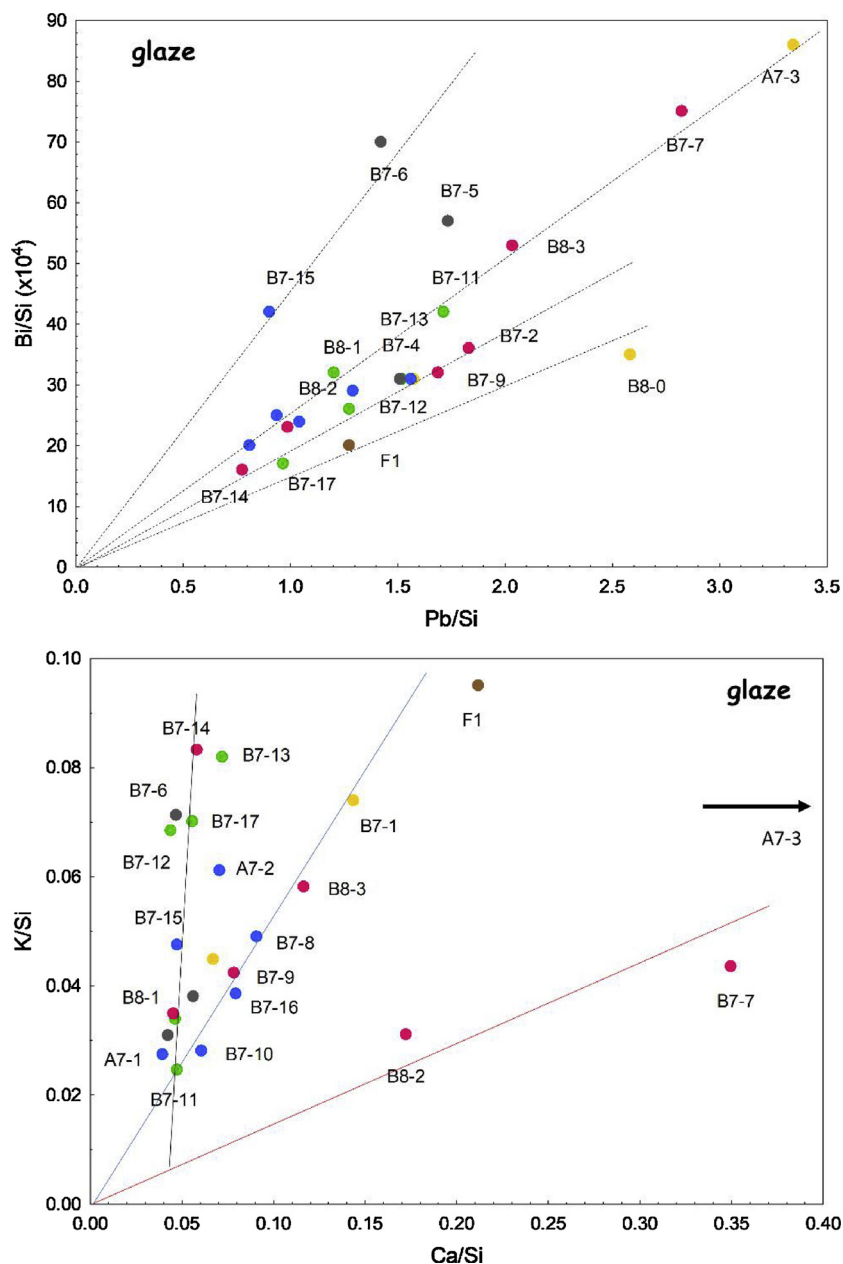 glaze
90
80
70
60
50
40
30
20
10
0
Bi/Si (x10⁴)
A7-3
B7-7
B7-6
B7-5
B8-3
B7-15
B7-11
B7-13
B8-1
B7-4
B7-2
B8-2
B7-9
B8-0
B7-12
F1
B7-14
B7-17
0.0 0.5 1.0 1.5 2.0 2.5 3.0 3.5
Pb/Si
glaze
0.10
0.08
0.06
0.04
0.02
0.00
K/Si
F1
B7-14
B7-13
B7-6
B7-17
B7-1
A7-3
B7-12
A7-2
B8-3
B7-15
B7-8
B7-9
B8-1
B7-16
B7-7
A7-1
B7-10
B8-2
B7-11
0.00 0.05 0.10 0.15 0.20 0.25 0.30 0.35 0.40
Ca/Si